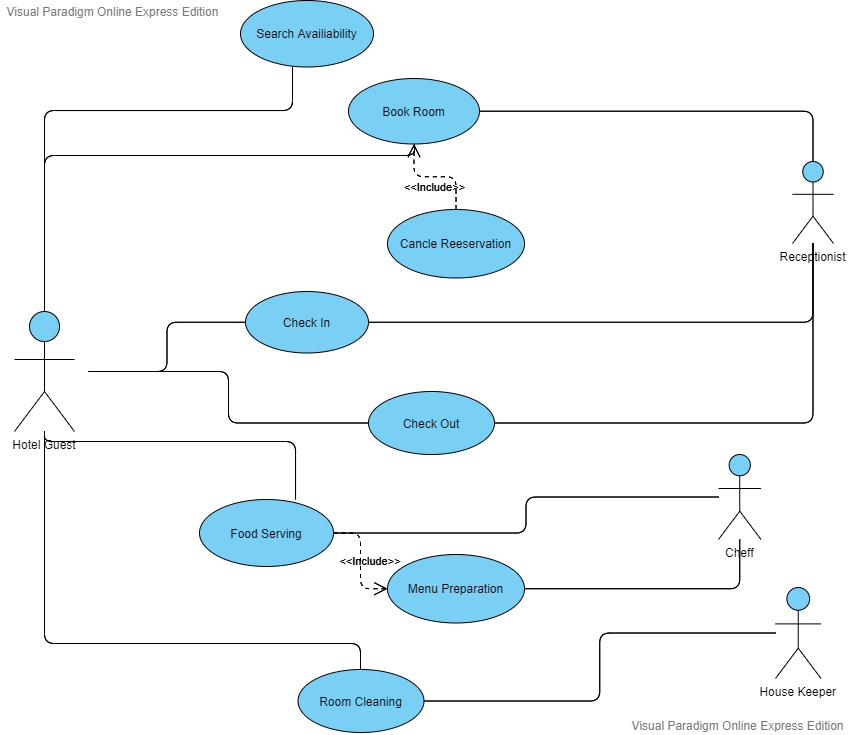 Visual Paradigm Online Express Edition
Search Availiability
Book Room
<<Include>>
Receptionist
Cancle Reeservation
Check In
Check Out
Hotel Guest
Food Serving
Cheff
<<Include>>
Menu Preparation
House Keeper
Room Cleaning
Visual Paradigm Online Express Edition